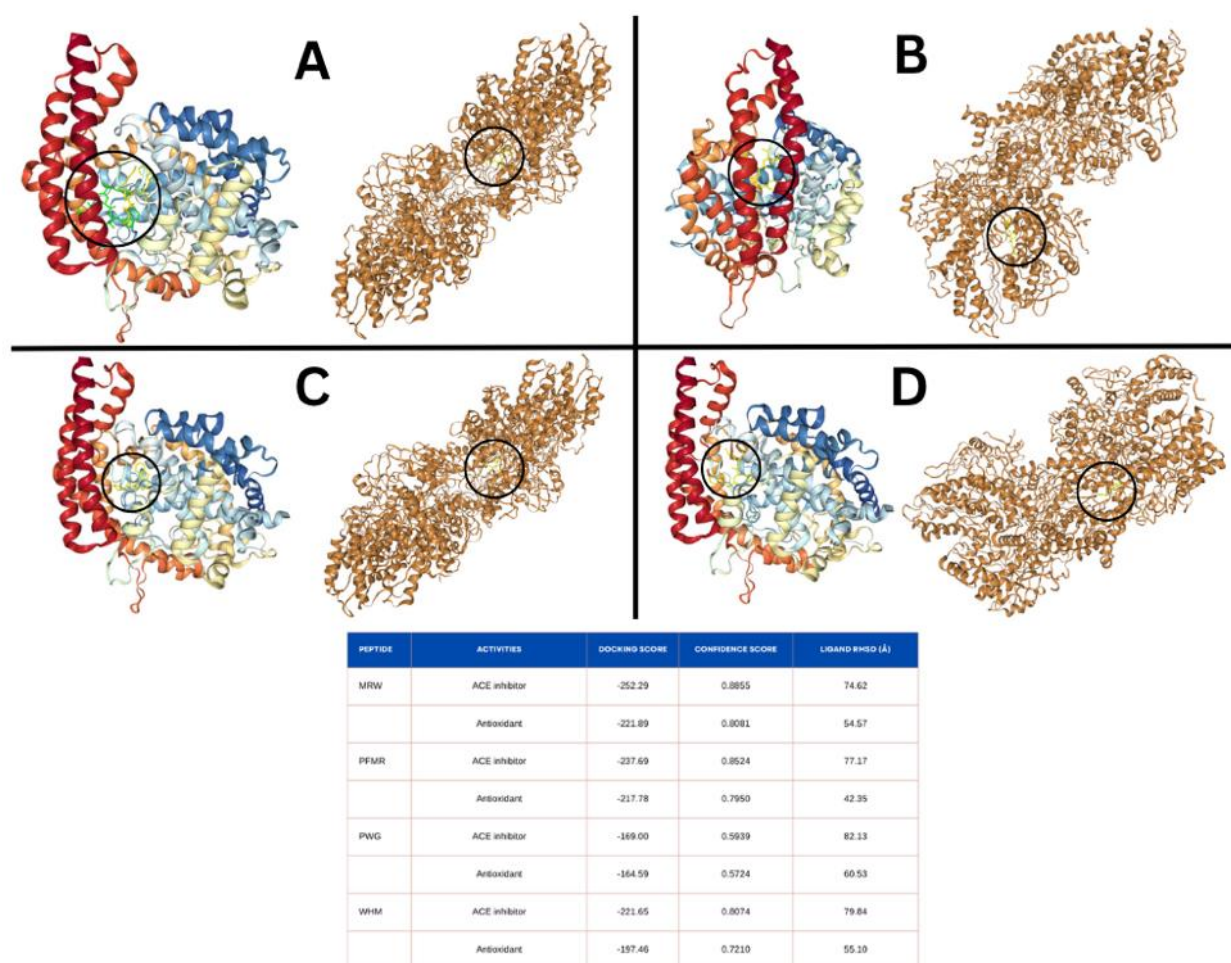 A
B
C
D
PEPTIDE ACTIVITIES DOCKING SCORE CONFIDENCE SCORE LIGAND RMSD (Å)
MRW ACE inhibitor -252.29 0.8855 74.62
Antioxidant -221.89 0.8081 54.57
PFMR ACE inhibitor -237.69 0.8524 77.17
Antioxidant -217.78 0.7950 42.35
PWG ACE inhibitor -169.00 0.5939 82.13
Antioxidant -164.59 0.5724 60.53
WHM ACE inhibitor -221.65 0.8074 79.84
Antioxidant -197.46 0.7210 55.10